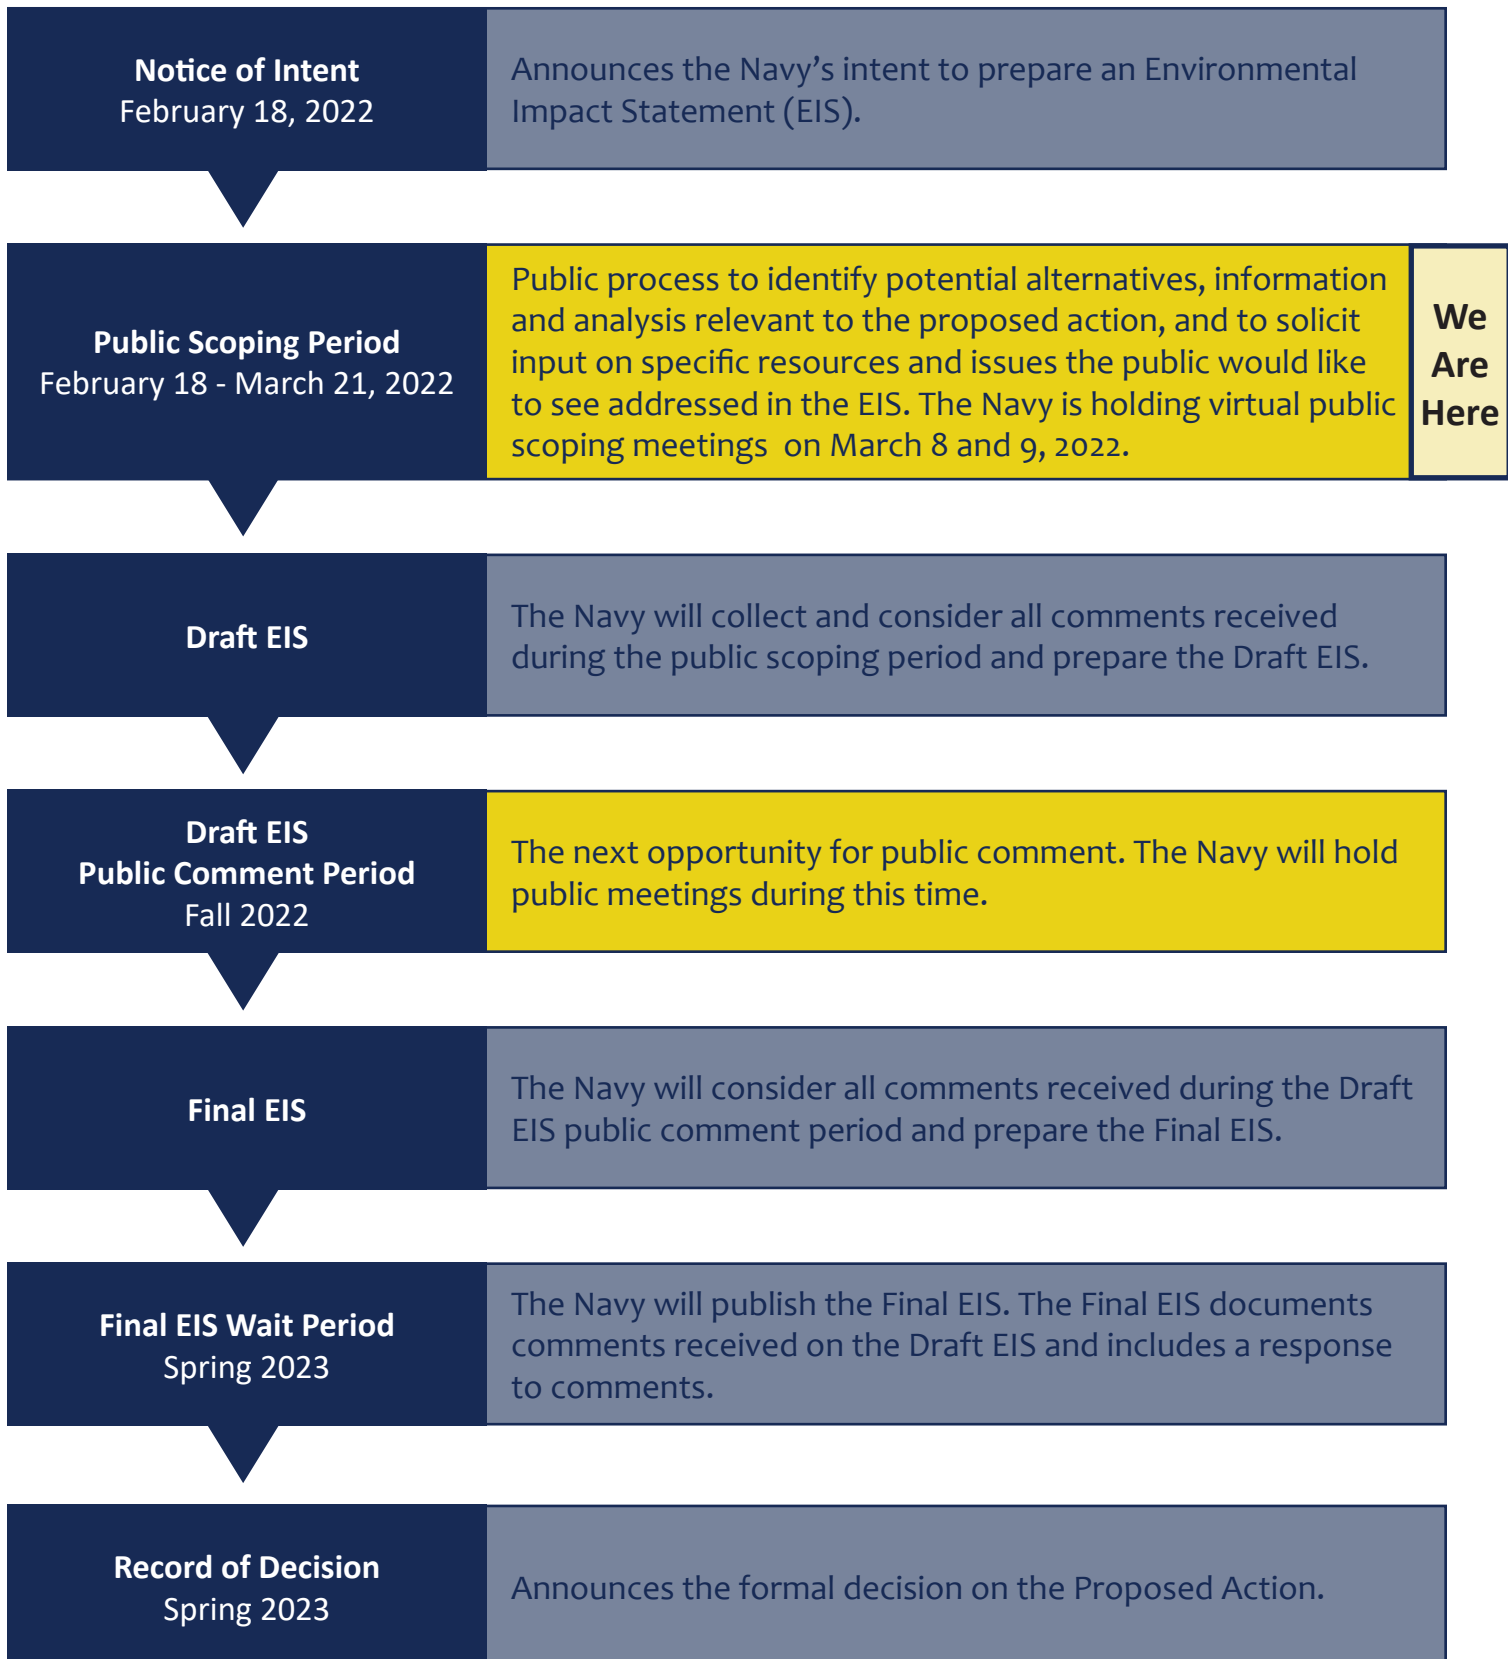 Notice of Intent
February 18, 2022
Announces the Navy’s intent to prepare an Environmental
Impact Statement (EIS).
Public Scoping Period
February 18 - March 21, 2022
Public process to identify potential alternatives, information
and analysis relevant to the proposed action, and to solicit
input on specific resources and issues the public would like
to see addressed in the EIS. The Navy is holding virtual public
scoping meetings  on March 8 and 9, 2022.
We
Are
Here
Draft EIS
The Navy will collect and consider all comments received
during the public scoping period and prepare the Draft EIS.
Draft EIS
Public Comment Period
Fall 2022
The next opportunity for public comment. The Navy will hold
public meetings during this time.
Final EIS
The Navy will consider all comments received during the Draft
EIS public comment period and prepare the Final EIS.
Final EIS Wait Period
Spring 2023
The Navy will publish the Final EIS. The Final EIS documents
comments received on the Draft EIS and includes a response
to comments.
Record of Decision
Spring 2023
Announces the formal decision on the Proposed Action.